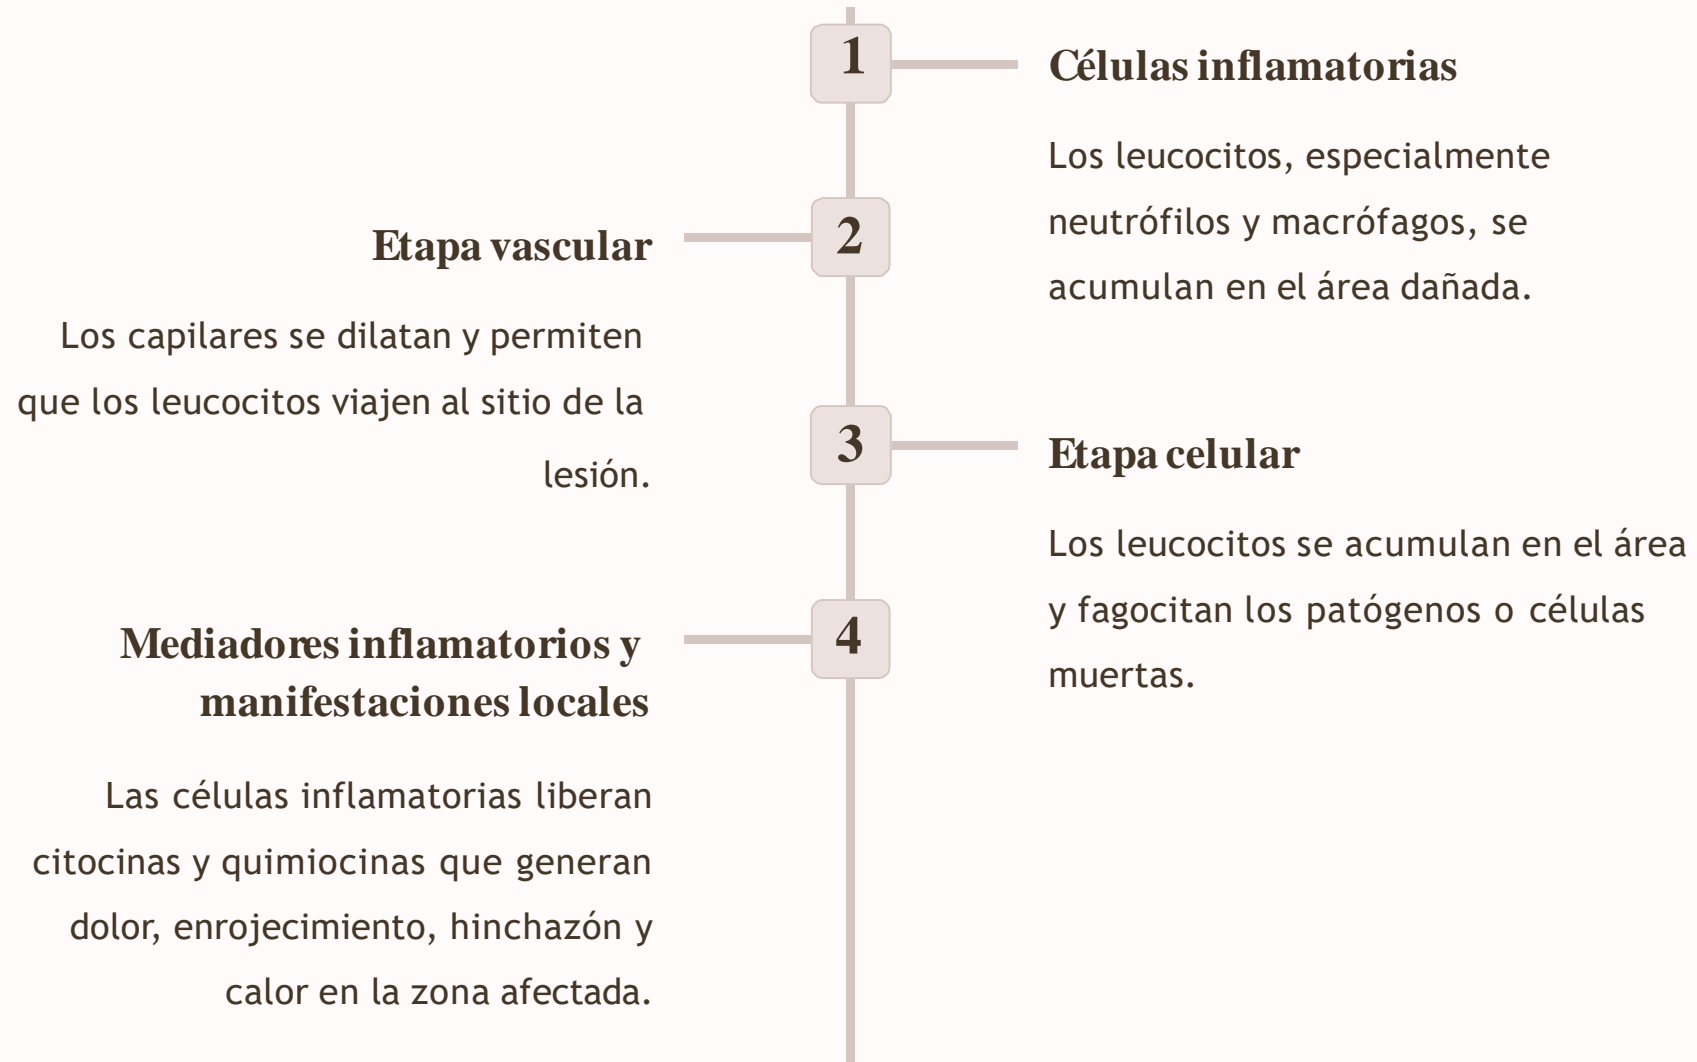 1
Células inflamatorias
Los leucocitos, especialmente
neutrófilos y macrófagos, se
acumulan en el área dañada.
2
Etapa vascular
Los capilares se dilatan y permiten
que los leucocitos viajen al sitio de la
lesión.
3
Etapa celular
Los leucocitos se acumulan en el área
y fagocitan los patógenos o células
muertas.
4
Mediadores inflamatorios y
manifestaciones locales
Las células inflamatorias liberan
citocinas y quimiocinas que generan
dolor, enrojecimiento, hinchazón y
calor en la zona afectada.